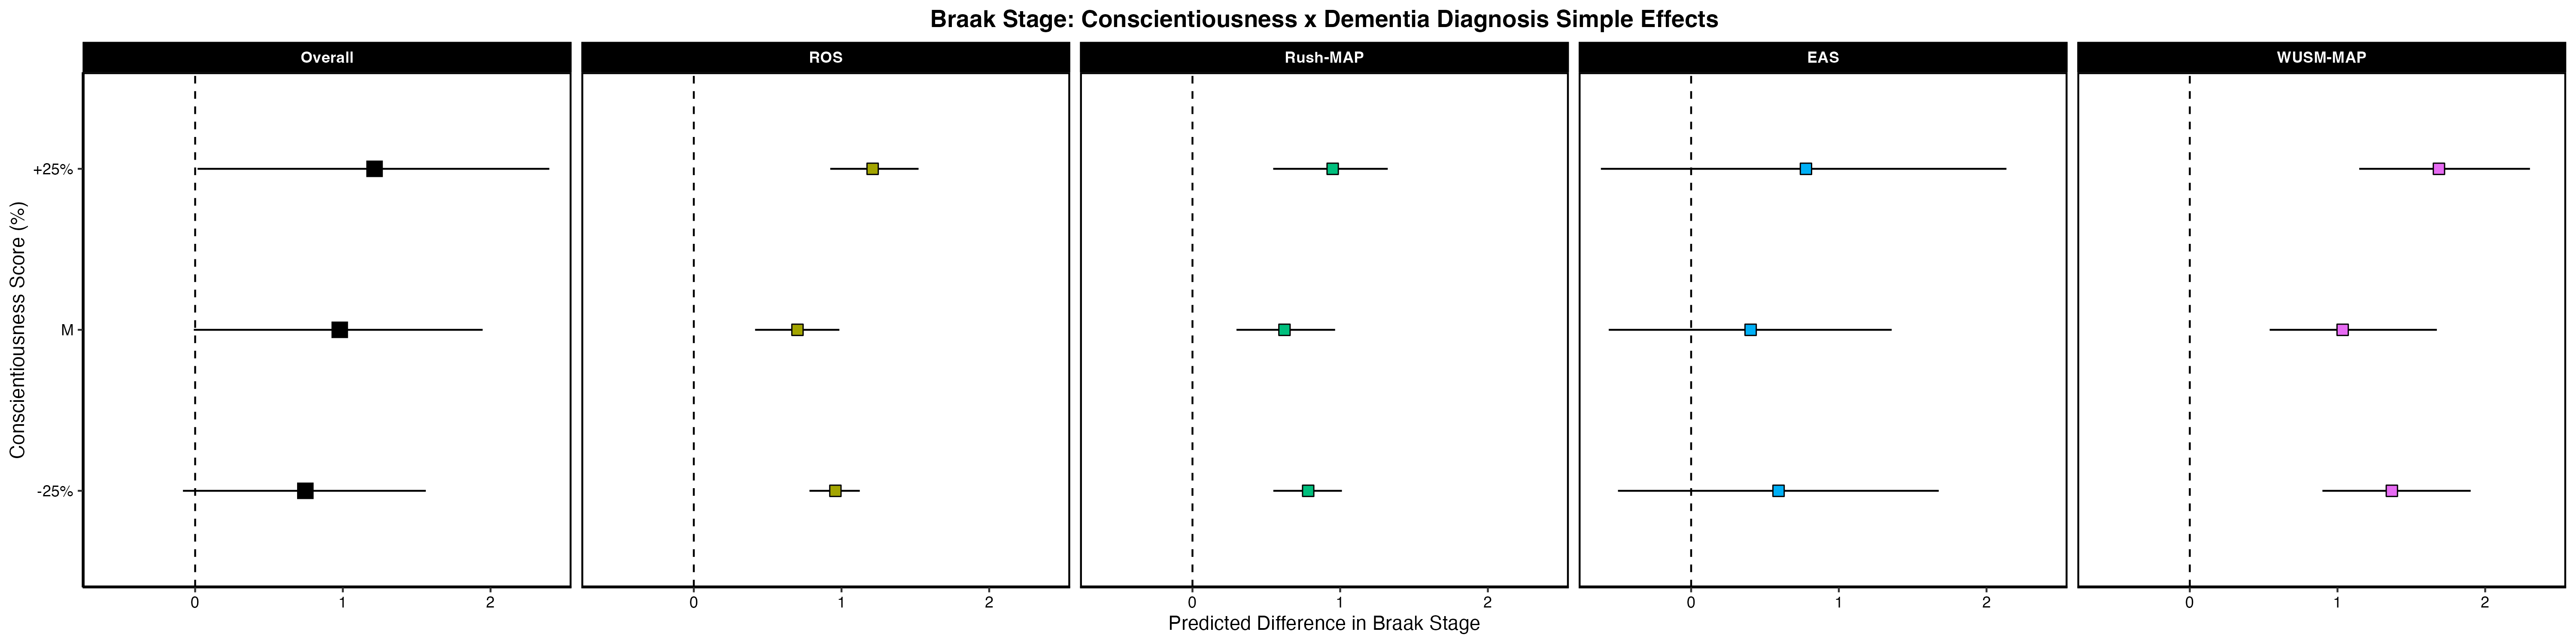 Braak Stage: Conscientiousness x Dementia Diagnosis Simple Effects
Overall
ROS
Rush-MAP
EAS
WUSM-MAP
Conscientiousness Score (%)
+25%
M
-25%
0 1 2
0 1 2
0 1 2
0 1 2
0 1 2
Predicted Difference in Braak Stage